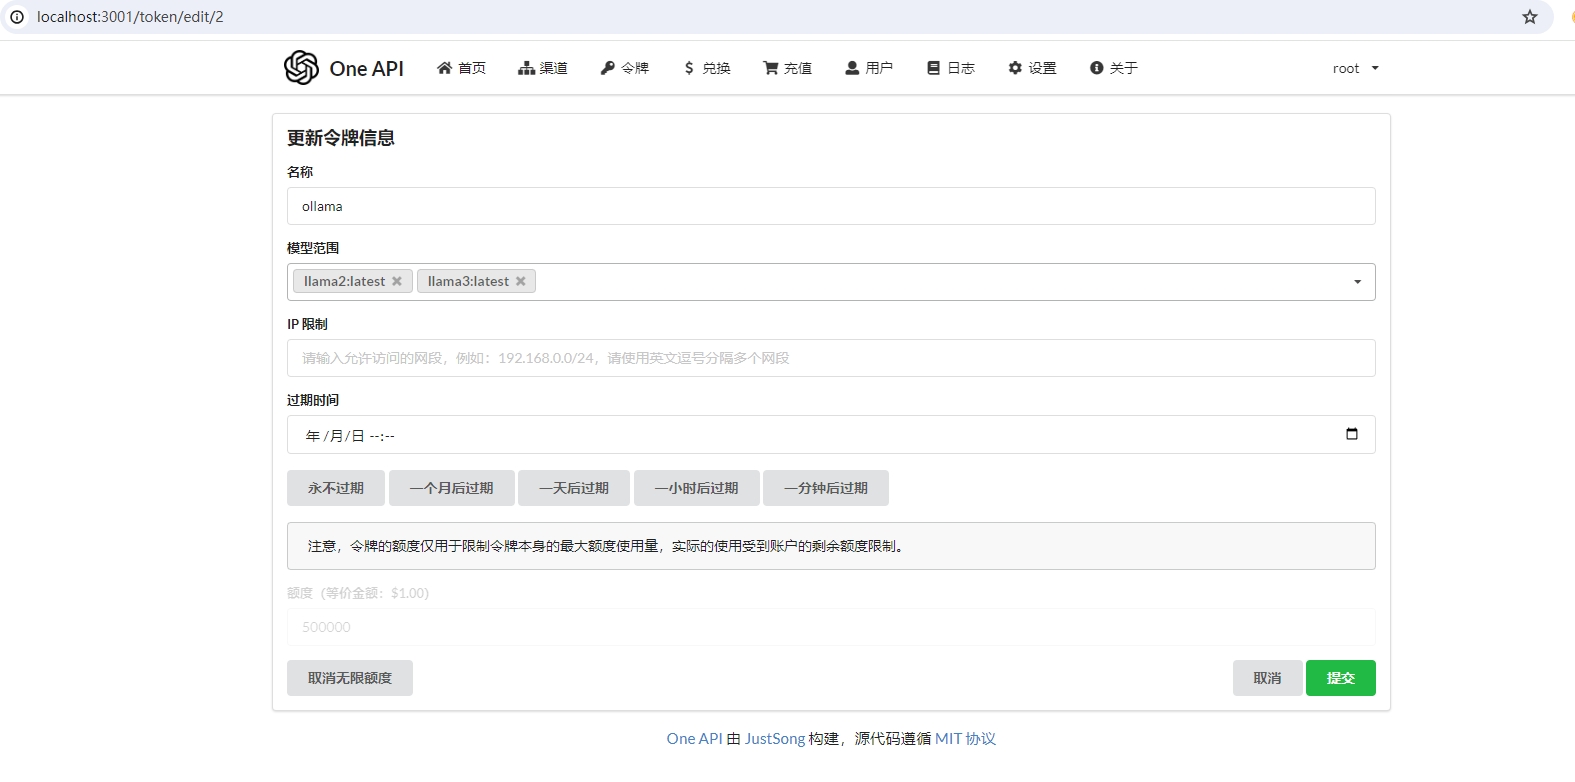 localhost:3001/token/edit/2
One API 首页 渠道 令牌 兑换 充值 用户 日志 设置 关于 root
更新令牌信息
名称
ollama
模型范围
llama2:latest llama3:latest
IP 限制
请输入允许访问的网段，例如：192.168.0.0/24，请使用英文逗号分隔多个网段
过期时间
年 /月/日 --:--
永不过期 一个月后过期 一天后过期 一小时后过期 一分钟后过期
注意，令牌的额度仅用于限制令牌本身的最大额度使用量，实际的使用受到账户的剩余额度限制。
额度（等价金额：$1.00）
500000
取消无限额度 取消 提交
One API 由 JustSong 构建，源代码遵循 MIT 协议